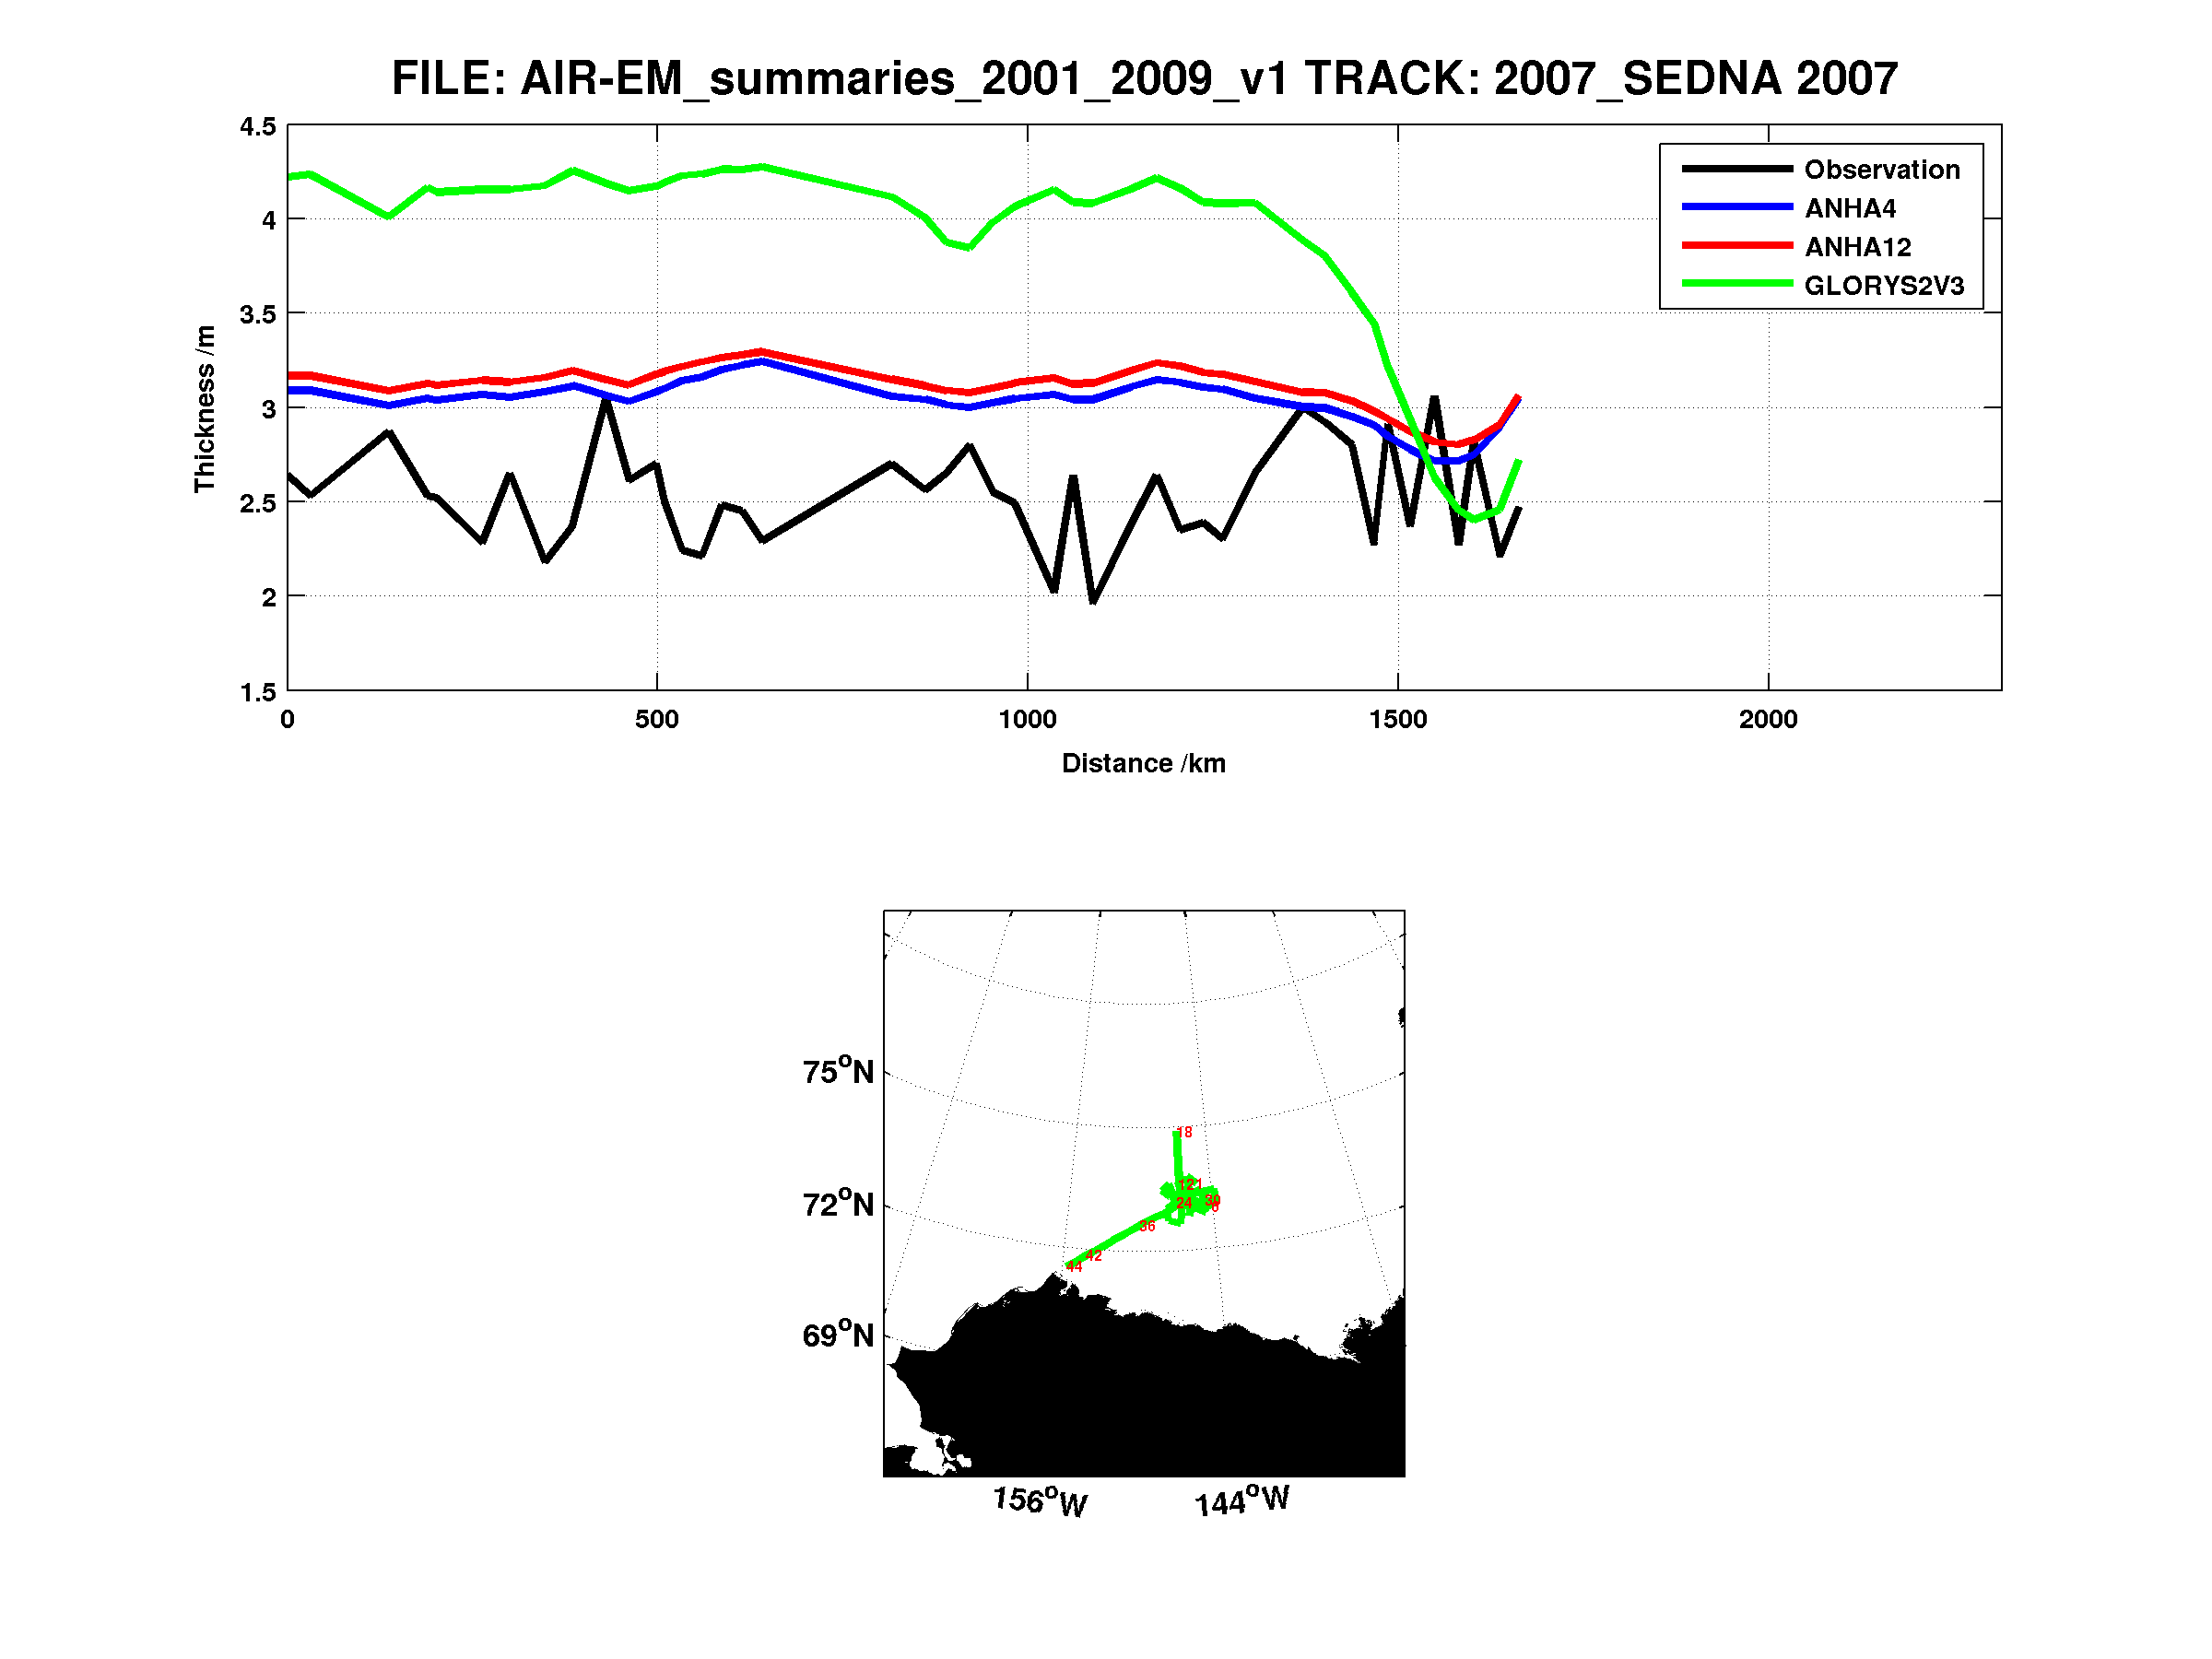 FILE: AIR-EM_summaries_2001_2009_v1 TRACK: 2007_SEDNA 2007
4.5
4
3.5
3
2.5
2
1.5
Thickness /m
Observation
ANHA4
ANHA12
GLORYS2V3
0 500 1000 1500 2000
Distance /km
75°N
72°N
69°N
18
121
24
30
6
36
42
44
156°W 144°W